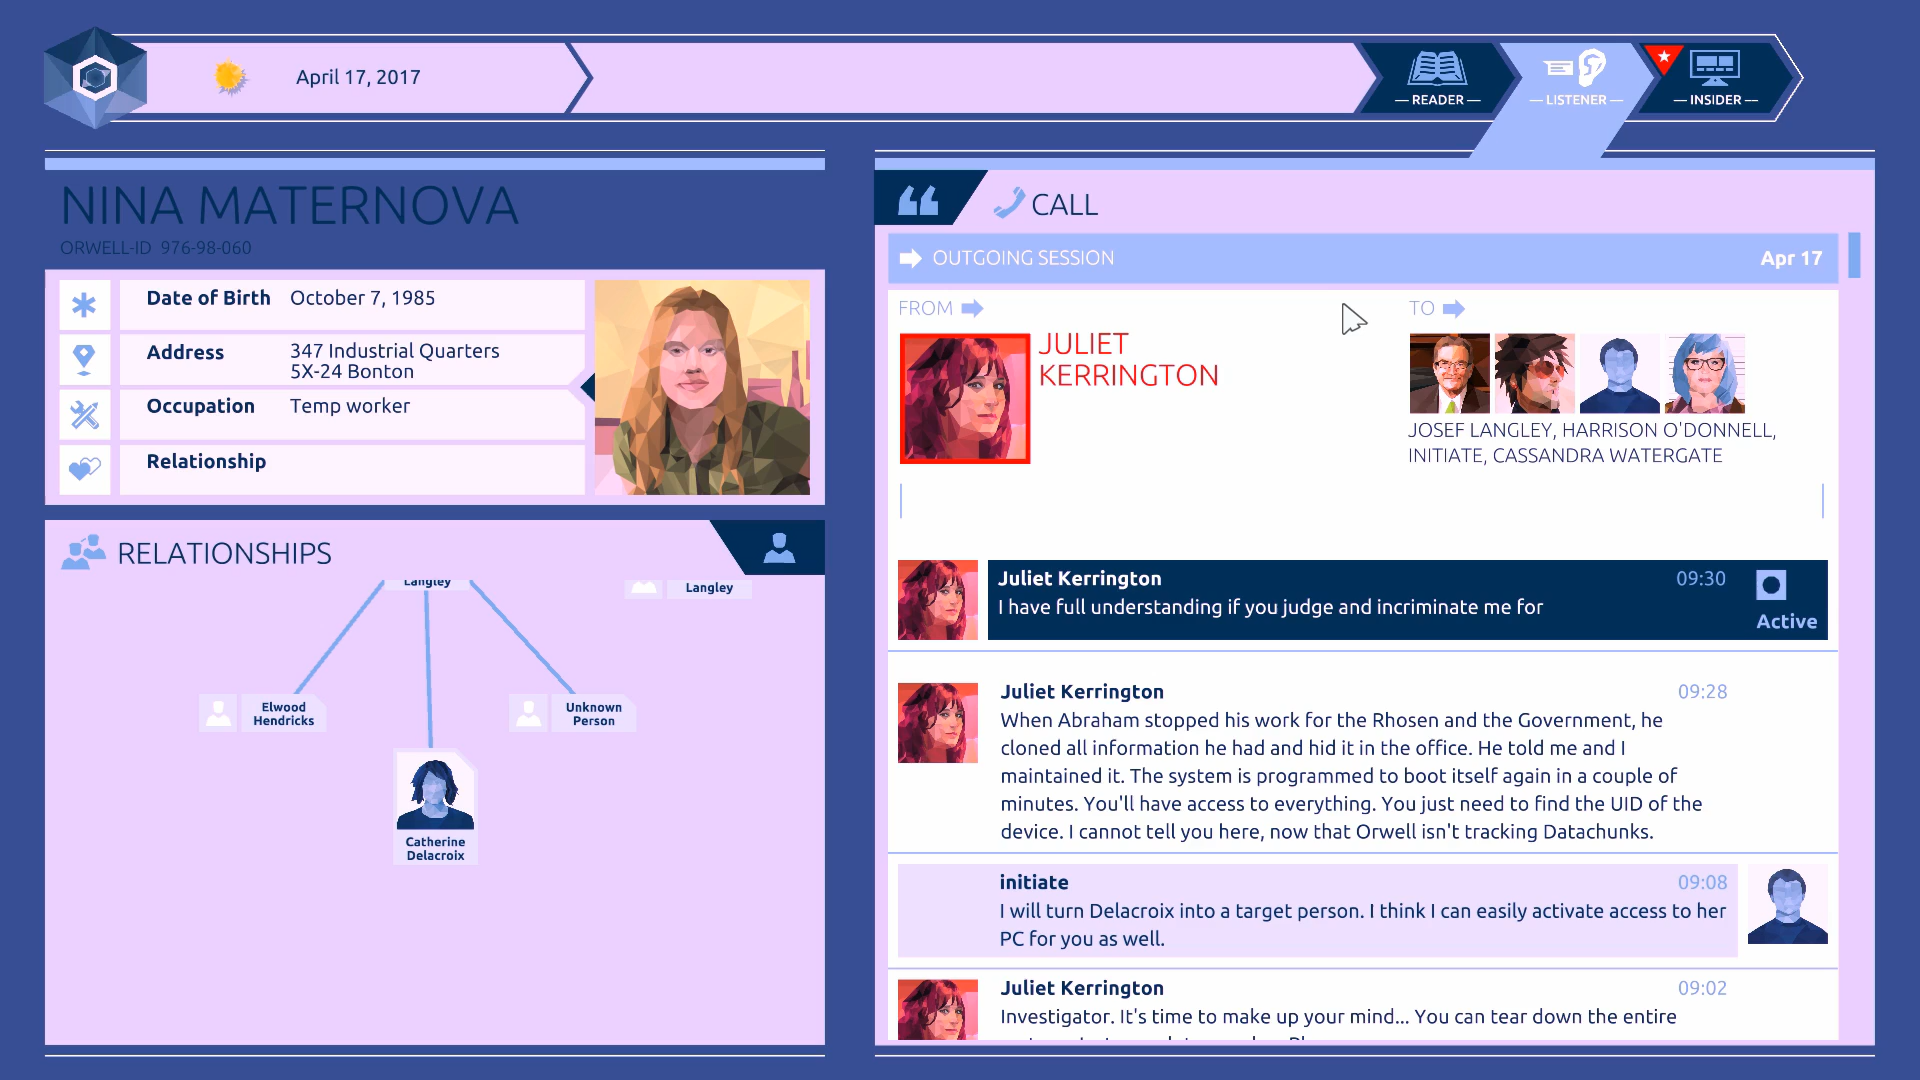 April 17, 2017
READER
LISTENER
INSIDER
NINA MATERNOVA
ORWELL-ID 976-98-060
Date of Birth October 7, 1985
Address 347 Industrial Quarters
5X-24 Bonton
Occupation Temp worker
Relationship
RELATIONSHIPS
Langley
Langley
Elwood
Hendricks
Unknown
Person
Catherine
Delacroix
CALL
OUTGOING SESSION Apr 17
FROM
JULIET
KERRINGTON
TO
JOSEF LANGLEY, HARRISON O'DONNELL,
INITIATE, CASSANDRA WATERGATE
Juliet Kerrington 09:30
I have full understanding if you judge and incriminate me for
Active
Juliet Kerrington 09:28
When Abraham stopped his work for the Rhosen and the Government, he
cloned all information he had and hid it in the office. He told me and I
maintained it. The system is programmed to boot itself again in a couple of
minutes. You'll have access to everything. You just need to find the UID of the
device. I cannot tell you here, now that Orwell isn't tracking Datachunks.
initiate 09:08
I will turn Delacroix into a target person. I think I can easily activate access to her
PC for you as well.
Juliet Kerrington 09:02
Investigator. It's time to make up your mind... You can tear down the entire